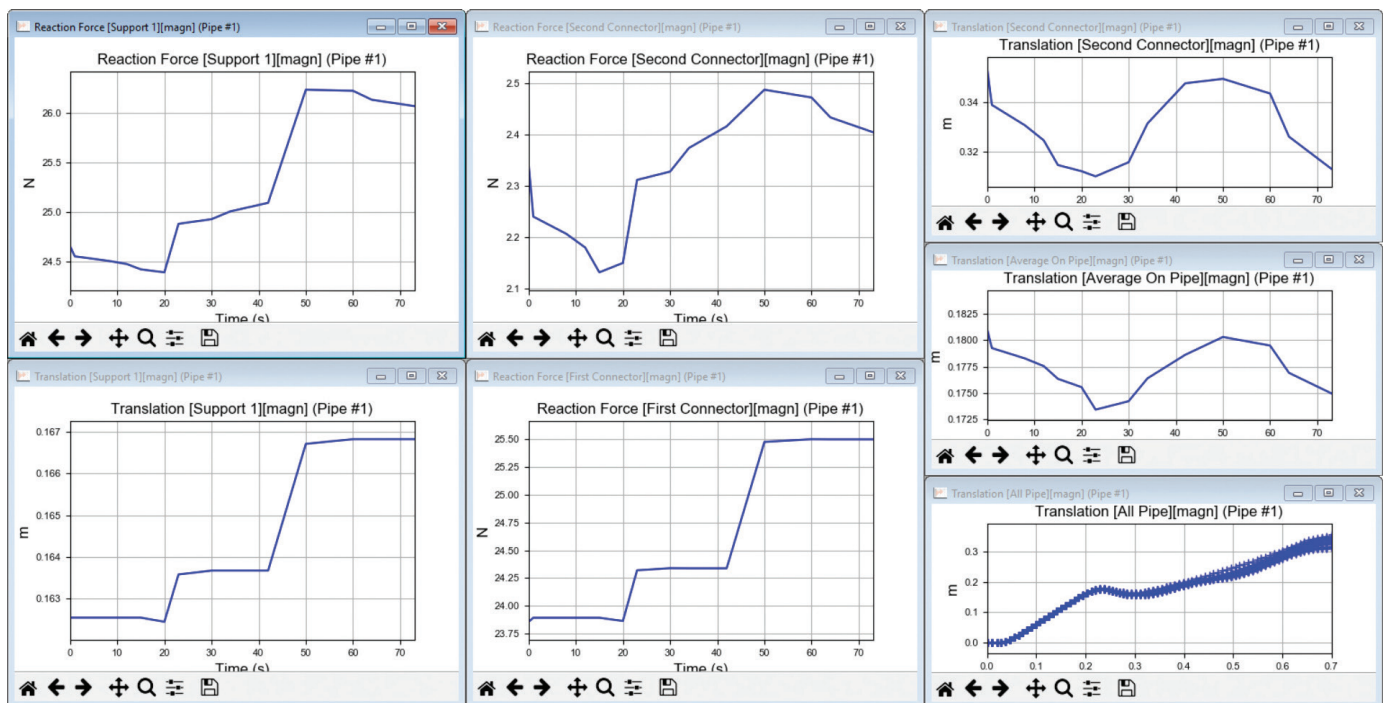 Reaction Force [Support 1][magn] (Pipe #1)
Reaction Force [Support 1][magn] (Pipe #1)
N
26.0
25.5
25.0
24.5
0 10 20 30 40 50 60 70
Time (s)
Reaction Force [Second Connector][magn] (Pipe #1)
Reaction Force [Second Connector][magn] (Pipe #1)
N
2.5
2.4
2.3
2.2
2.1
0 10 20 30 40 50 60 70
Time (s)
Translation [Second Connector][magn] (Pipe #1)
Translation [Second Connector][magn] (Pipe #1)
m
0.34
0.32
0 10 20 30 40 50 60 70
Translation [Average On Pipe][magn] (Pipe #1)
Translation [Average On Pipe][magn] (Pipe #1)
m
0.1825
0.1800
0.1775
0.1750
0.1725
0 10 20 30 40 50 60 70
Translation [Support 1][magn] (Pipe #1)
Translation [Support 1][magn] (Pipe #1)
m
0.167
0.166
0.165
0.164
0.163
0 10 20 30 40 50 60 70
Time (s)
Reaction Force [First Connector][magn] (Pipe #1)
Reaction Force [First Connector][magn] (Pipe #1)
N
25.50
25.25
25.00
24.75
24.50
24.25
24.00
23.75
0 10 20 30 40 50 60 70
Time (s)
Translation [All Pipe][magn] (Pipe #1)
Translation [All Pipe][magn] (Pipe #1)
m
0.3
0.2
0.1
0.0
0.0 0.1 0.2 0.3 0.4 0.5 0.6 0.7